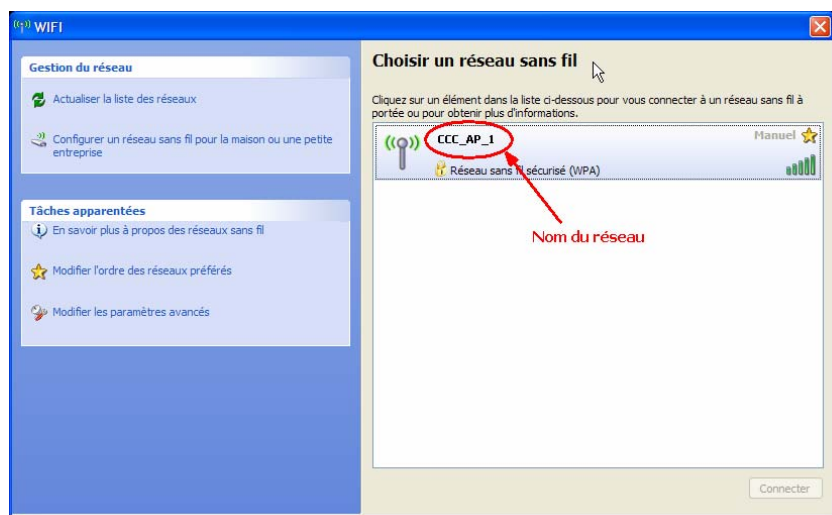 WIFI
Gestion du réseau
Actualiser la liste des réseaux
Configurer un réseau sans fil pour la maison ou une petite
entreprise
Tâches apparentées
En savoir plus à propos des réseaux sans fil
Modifier l'ordre des réseaux préférés
Modifier les paramètres avancés
Choisir un réseau sans fil
Cliquez sur un élément dans la liste ci-dessous pour vous connecter à un réseau sans fil à
portée ou pour obtenir plus d'informations.
CCC_AP_1
Manuel
Réseau sans fil sécurisé (WPA)
Nom du réseau
Connecter